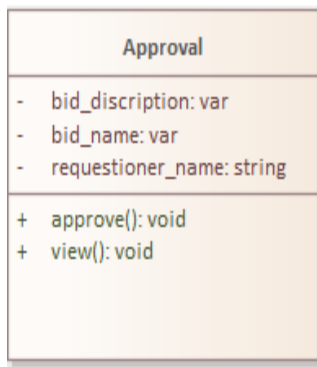 Approval
- bid_discription: var
- bid_name: var
- requestioner_name: string
+ approve(): void
+ view(): void